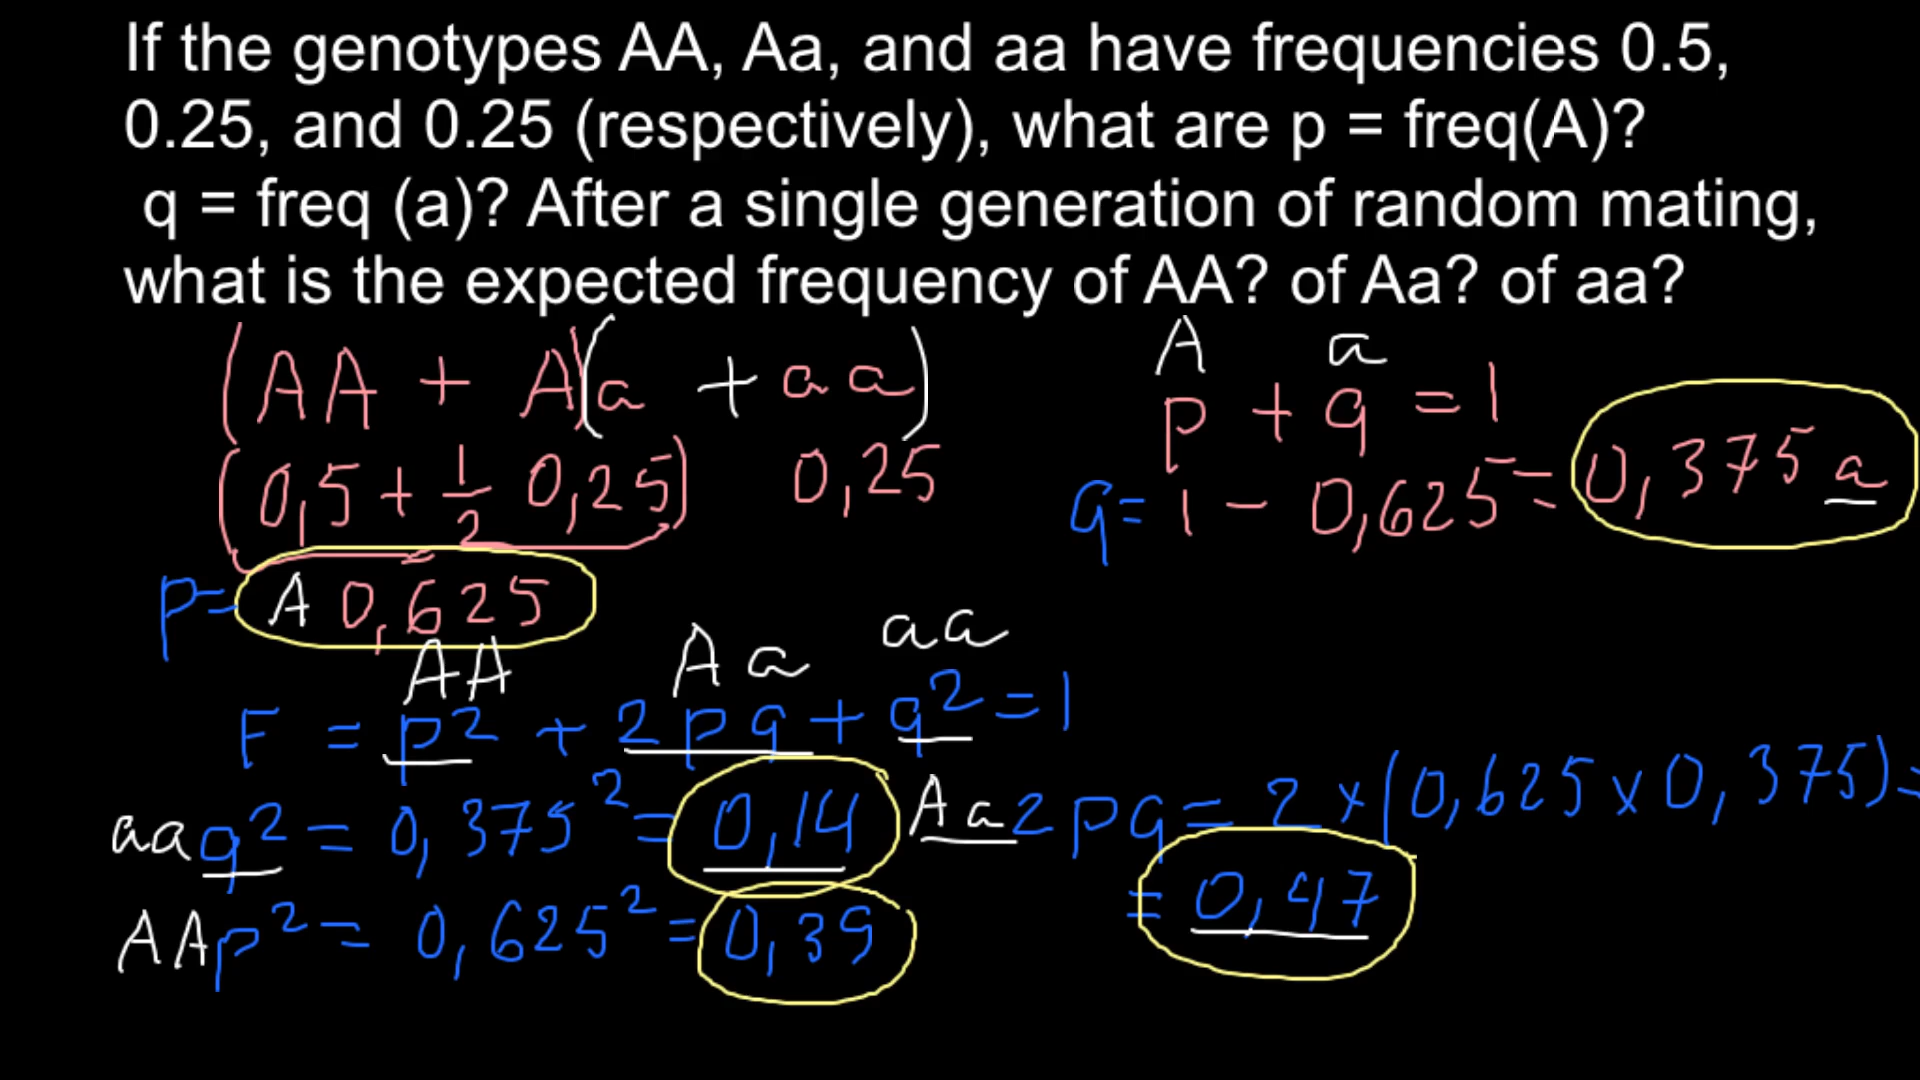 If the genotypes AA, Aa, and aa have frequencies 0.5,
0.25, and 0.25 (respectively), what are p = freq(A)?
q = freq (a)? After a single generation of random mating,
what is the expected frequency of AA? of Aa? of aa?
(AA + A)(a + aa)
(0,5 + 1/2 0,25) 0,25
p= A 0,625
A a
p + q = 1
q= 1 - 0,625 = 0,375 a
AA Aa aa
F = p² + 2pq + q² = 1
aa q² = 0,375² = 0,14
Aa 2pq = 2 x (0,625 x 0,375) =
= 0,47
AA p² = 0,625² = 0,39